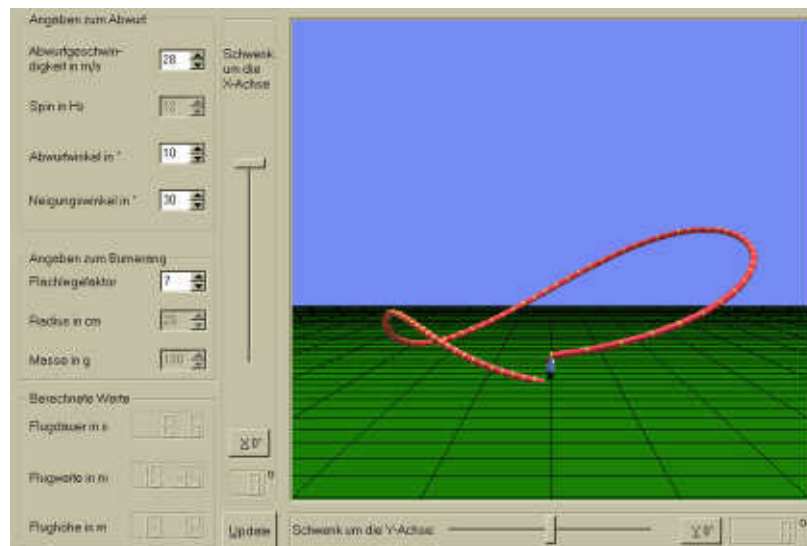 Angaben zum Abwurf
Abwurfgeschwin-
digkeit in m/s
28
Spin in Hz
10
Abwurfwinkel in °
10
Neigungswinkel in °
30
Angaben zum Bumerang
Flachlegefaktor
7
Radius in cm
Masse in g
Berechnete Werte
Flugdauer in s
Flugweite in m
Flughöhe in m
Schwenk
um die
X-Achse
X 0°
°
Update
Schwenk um die Y-Achse:
Y 0°
°